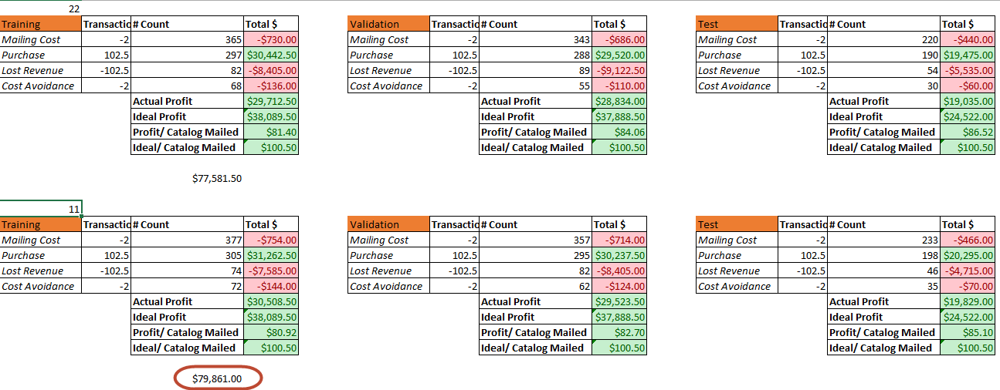 22
Training Transactio # Count Total $ Validation Transactio # Count Total $ Test Transactio # Count Total $
Mailing Cost -2 365 -$730.00 Mailing Cost -2 343 -$686.00 Mailing Cost -2 220 -$440.00
Purchase 102.5 297 $30,442.50 Purchase 102.5 288 $29,520.00 Purchase 102.5 190 $19,475.00
Lost Revenue -102.5 82 -$8,405.00 Lost Revenue -102.5 89 -$9,122.50 Lost Revenue -102.5 54 -$5,535.00
Cost Avoidance -2 68 -$136.00 Cost Avoidance -2 55 -$110.00 Cost Avoidance -2 30 -$60.00
Actual Profit $29,712.50 Actual Profit $28,834.00 Actual Profit $19,035.00
Ideal Profit $38,089.50 Ideal Profit $37,888.50 Ideal Profit $24,522.00
Profit/ Catalog Mailed $81.40 Profit/ Catalog Mailed $84.06 Profit/ Catalog Mailed $86.52
Ideal/ Catalog Mailed $100.50 Ideal/ Catalog Mailed $100.50 Ideal/ Catalog Mailed $100.50
$77,581.50
11
Training Transactio # Count Total $ Validation Transactio # Count Total $ Test Transactio # Count Total $
Mailing Cost -2 377 -$754.00 Mailing Cost -2 357 -$714.00 Mailing Cost -2 233 -$466.00
Purchase 102.5 305 $31,262.50 Purchase 102.5 295 $30,237.50 Purchase 102.5 198 $20,295.00
Lost Revenue -102.5 74 -$7,585.00 Lost Revenue -102.5 82 -$8,405.00 Lost Revenue -102.5 46 -$4,715.00
Cost Avoidance -2 72 -$144.00 Cost Avoidance -2 62 -$124.00 Cost Avoidance -2 35 -$70.00
Actual Profit $30,508.50 Actual Profit $29,523.50 Actual Profit $19,829.00
Ideal Profit $38,089.50 Ideal Profit $37,888.50 Ideal Profit $24,522.00
Profit/ Catalog Mailed $80.92 Profit/ Catalog Mailed $82.70 Profit/ Catalog Mailed $85.10
Ideal/ Catalog Mailed $100.50 Ideal/ Catalog Mailed $100.50 Ideal/ Catalog Mailed $100.50
$79,861.00